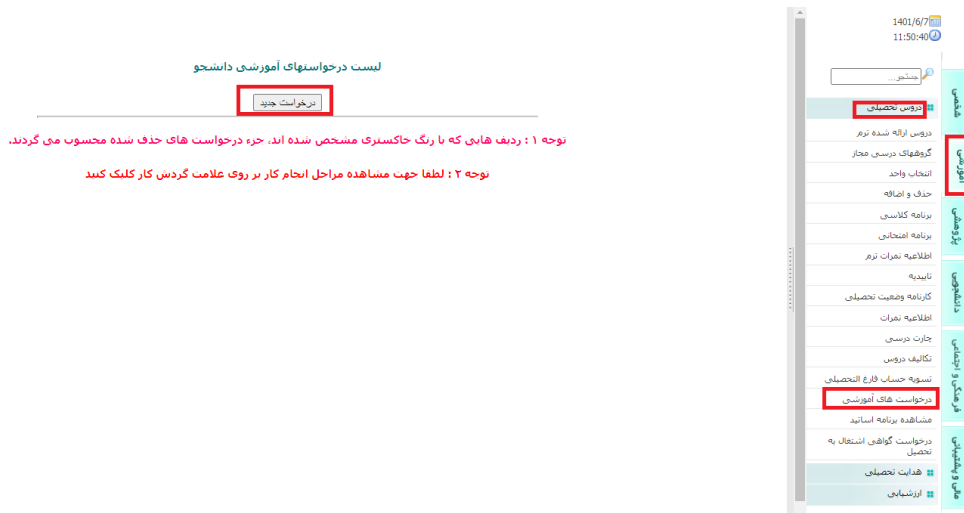 1401/6/7
11:50:40
جستجو...
دروس تحصیلی
دروس ارائه شده ترم
گروههای درسی مجاز
انتخاب واحد
حذف و اضافه
برنامه کلاسی
برنامه امتحانی
اطلاعیه نمرات ترم
تاییدیه
کارنامه وضعیت تحصیلی
اطلاعیه نمرات
چارت درسی
تکالیف دروس
تسویه حساب فارغ التحصیلی
درخواست های آموزشی
مشاهده برنامه اساتید
درخواست گواهی اشتغال به
تحصیل
هدایت تحصیلی
ارزشیابی
شخصی
آموزشی
پژوهشی
دانشجویی
فرهنگی و اجتماعی
مالی و پشتیبانی
لیست درخواستهای آموزشی دانشجو
درخواست جدید
توجه ۱ : ردیف هایی که با رنگ خاکستری مشخص شده اند، جزء درخواست های حذف شده محسوب می گردند.
توجه ۲ : لطفا جهت مشاهده مراحل انجام کار بر روی علامت گردش کار کلیک کنید